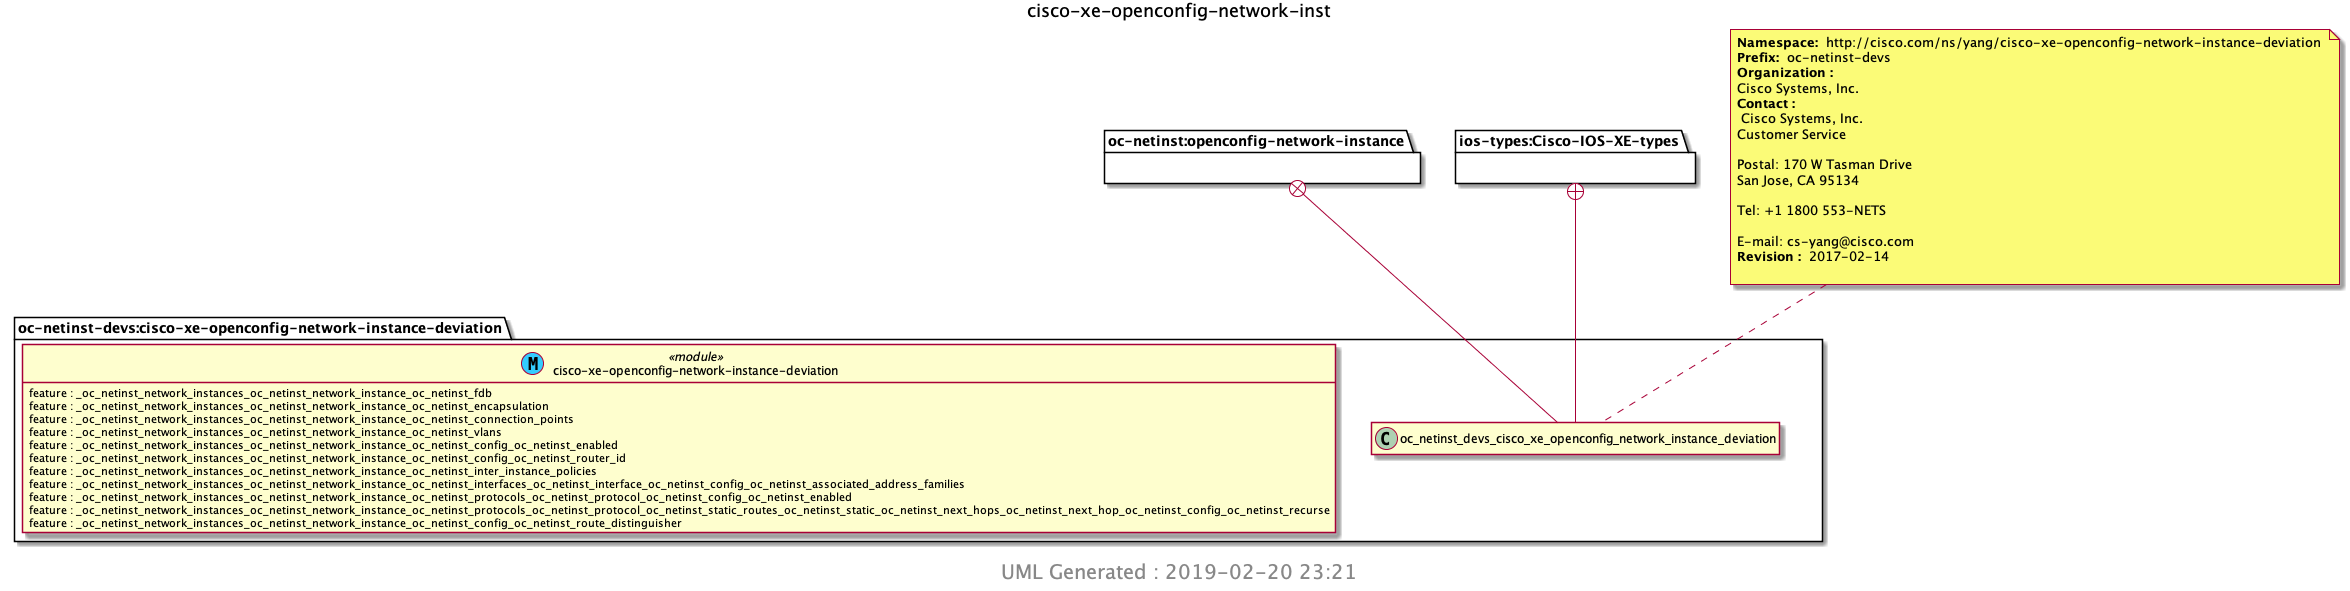 cisco-xe-openconfig-network-inst
Namespace: http://cisco.com/ns/yang/cisco-xe-openconfig-network-instance-deviation
Prefix: oc-netinst-devs
Organization :
Cisco Systems, Inc.
Contact :
Cisco Systems, Inc.
Customer Service
Postal: 170 W Tasman Drive
San Jose, CA 95134
Tel: +1 1800 553-NETS
E-mail: cs-yang@cisco.com
Revision : 2017-02-14
oc-netinst:openconfig-network-instance
ios-types:Cisco-IOS-XE-types
oc-netinst-devs:cisco-xe-openconfig-network-instance-deviation
«module»
M cisco-xe-openconfig-network-instance-deviation
feature : _oc_netinst_network_instances_oc_netinst_network_instance_oc_netinst_fdb
feature : _oc_netinst_network_instances_oc_netinst_network_instance_oc_netinst_encapsulation
feature : _oc_netinst_network_instances_oc_netinst_network_instance_oc_netinst_connection_points
feature : _oc_netinst_network_instances_oc_netinst_network_instance_oc_netinst_vlans
feature : _oc_netinst_network_instances_oc_netinst_network_instance_oc_netinst_config_oc_netinst_enabled
feature : _oc_netinst_network_instances_oc_netinst_network_instance_oc_netinst_config_oc_netinst_router_id
feature : _oc_netinst_network_instances_oc_netinst_network_instance_oc_netinst_inter_instance_policies
feature : _oc_netinst_network_instances_oc_netinst_network_instance_oc_netinst_interfaces_oc_netinst_interface_oc_netinst_config_oc_netinst_associated_address_families
feature : _oc_netinst_network_instances_oc_netinst_network_instance_oc_netinst_protocols_oc_netinst_protocol_oc_netinst_config_oc_netinst_enabled
feature : _oc_netinst_network_instances_oc_netinst_network_instance_oc_netinst_protocols_oc_netinst_protocol_oc_netinst_static_routes_oc_netinst_static_oc_netinst_next_hops_oc_netinst_next_hop_oc_netinst_config_oc_netinst_recurse
feature : _oc_netinst_network_instances_oc_netinst_network_instance_oc_netinst_config_oc_netinst_route_distinguisher
C oc_netinst_devs_cisco_xe_openconfig_network_instance_deviation
UML Generated : 2019-02-20 23:21